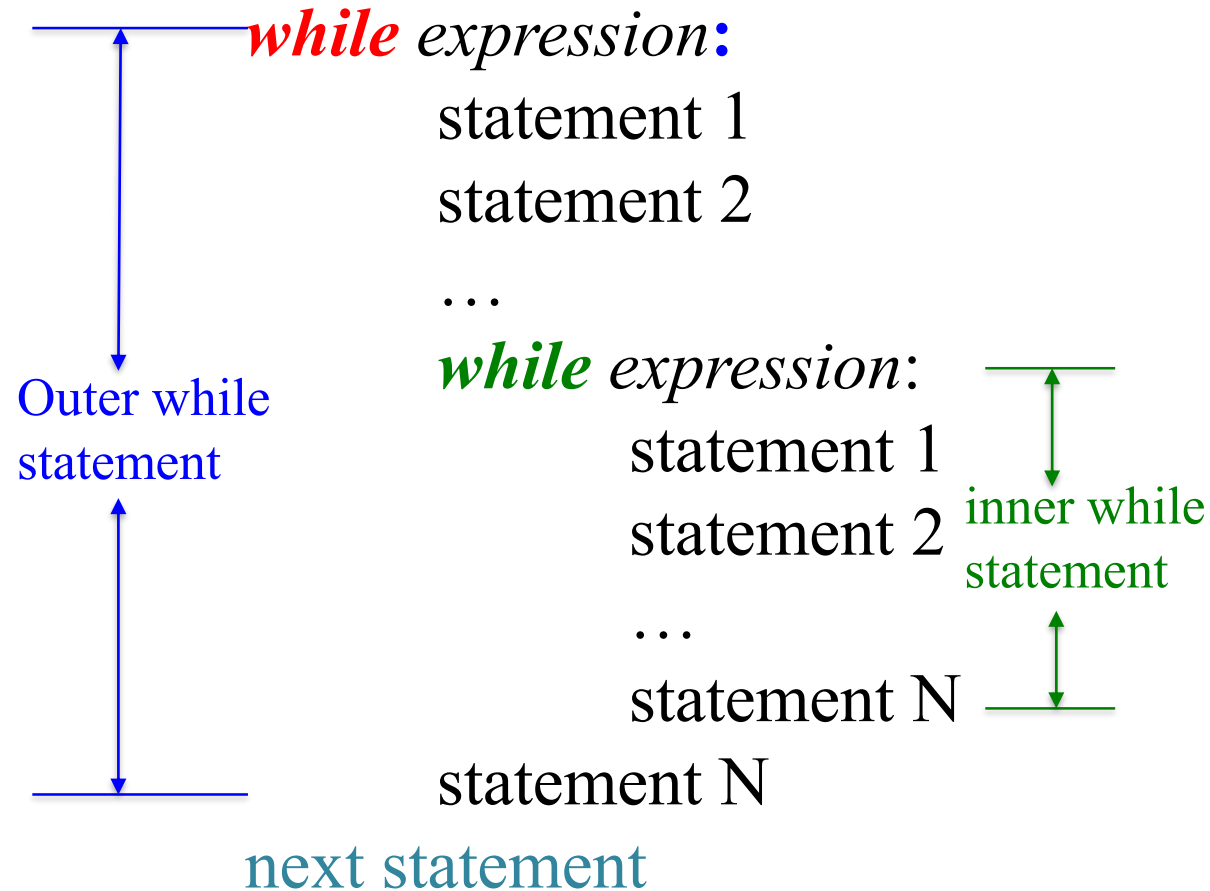 while expression:
statement 1
statement 2
…
while expression:
Outer while
statement
statement 1
statement 2
inner while
statement
…
statement N
statement N
next statement